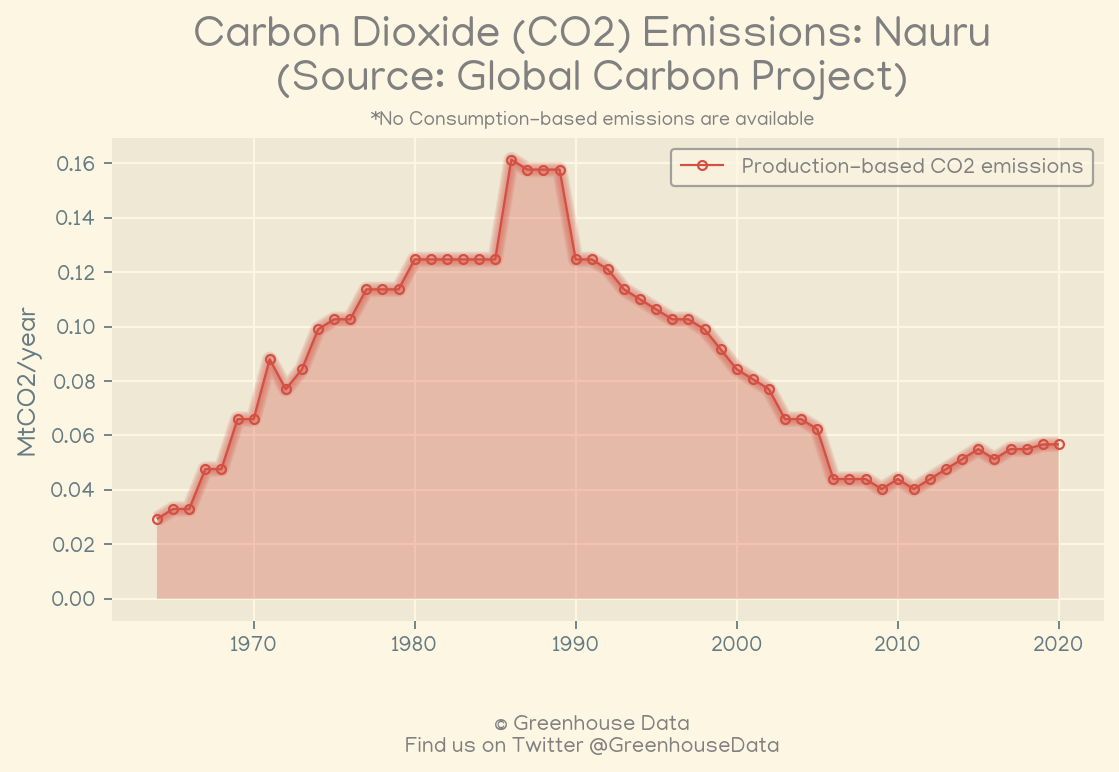 Carbon Dioxide (CO2) Emissions: Nauru
(Source: Global Carbon Project)
*No Consumption-based emissions are available
Production-based CO2 emissions
MtCO2/year
0.16
0.14
0.12
0.10
0.08
0.06
0.04
0.02
0.00
1970 1980 1990 2000 2010 2020
© Greenhouse Data
Find us on Twitter @GreenhouseData